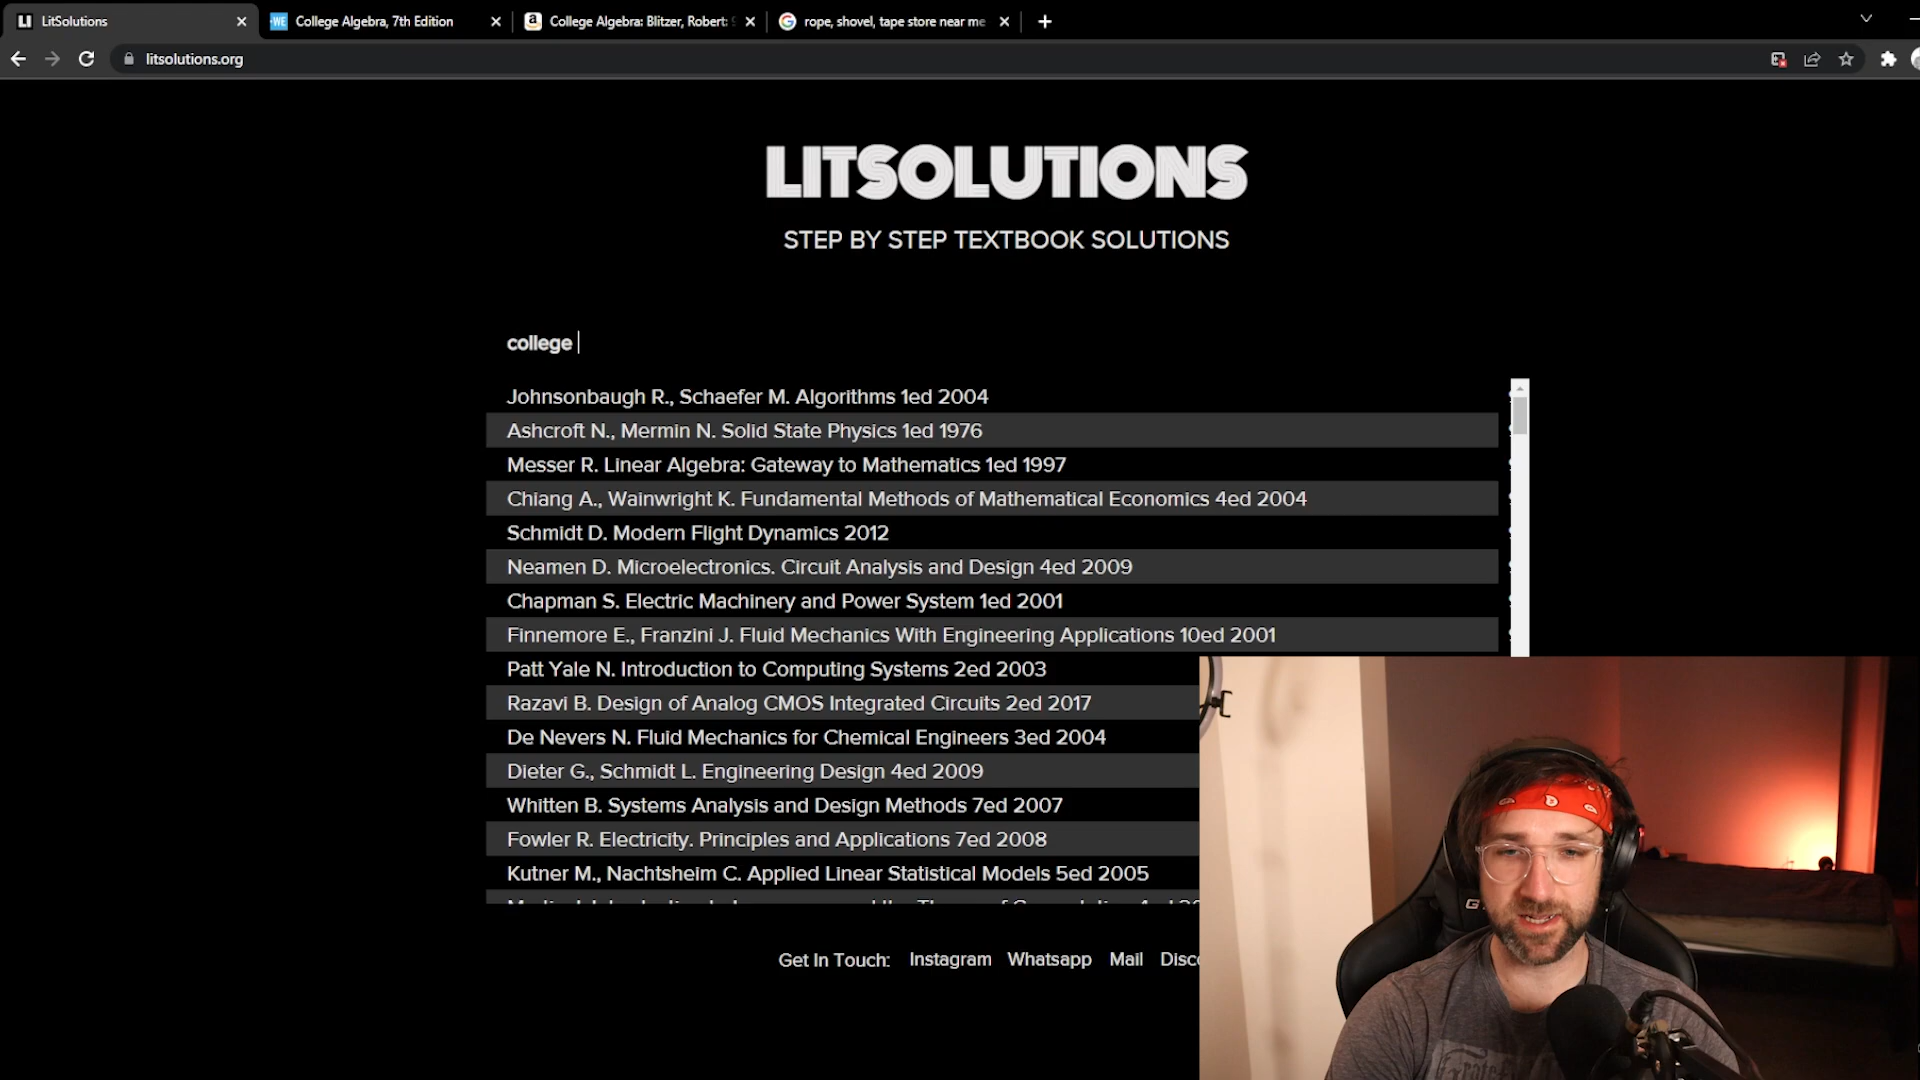 LI LitSolutions
WE College Algebra, 7th Edition
a College Algebra: Blitzer, Robert:
G rope, shovel, tape store near me
litsolutions.org
LITSOLUTIONS
STEP BY STEP TEXTBOOK SOLUTIONS
college
Johnsonbaugh R., Schaefer M. Algorithms 1ed 2004
Ashcroft N., Mermin N. Solid State Physics 1ed 1976
Messer R. Linear Algebra: Gateway to Mathematics 1ed 1997
Chiang A., Wainwright K. Fundamental Methods of Mathematical Economics 4ed 2004
Schmidt D. Modern Flight Dynamics 2012
Neamen D. Microelectronics. Circuit Analysis and Design 4ed 2009
Chapman S. Electric Machinery and Power System 1ed 2001
Finnemore E., Franzini J. Fluid Mechanics With Engineering Applications 10ed 2001
Patt Yale N. Introduction to Computing Systems 2ed 2003
Razavi B. Design of Analog CMOS Integrated Circuits 2ed 2017
De Nevers N. Fluid Mechanics for Chemical Engineers 3ed 2004
Dieter G., Schmidt L. Engineering Design 4ed 2009
Whitten B. Systems Analysis and Design Methods 7ed 2007
Fowler R. Electricity. Principles and Applications 7ed 2008
Kutner M., Nachtsheim C. Applied Linear Statistical Models 5ed 2005
Get In Touch: Instagram Whatsapp Mail Disco